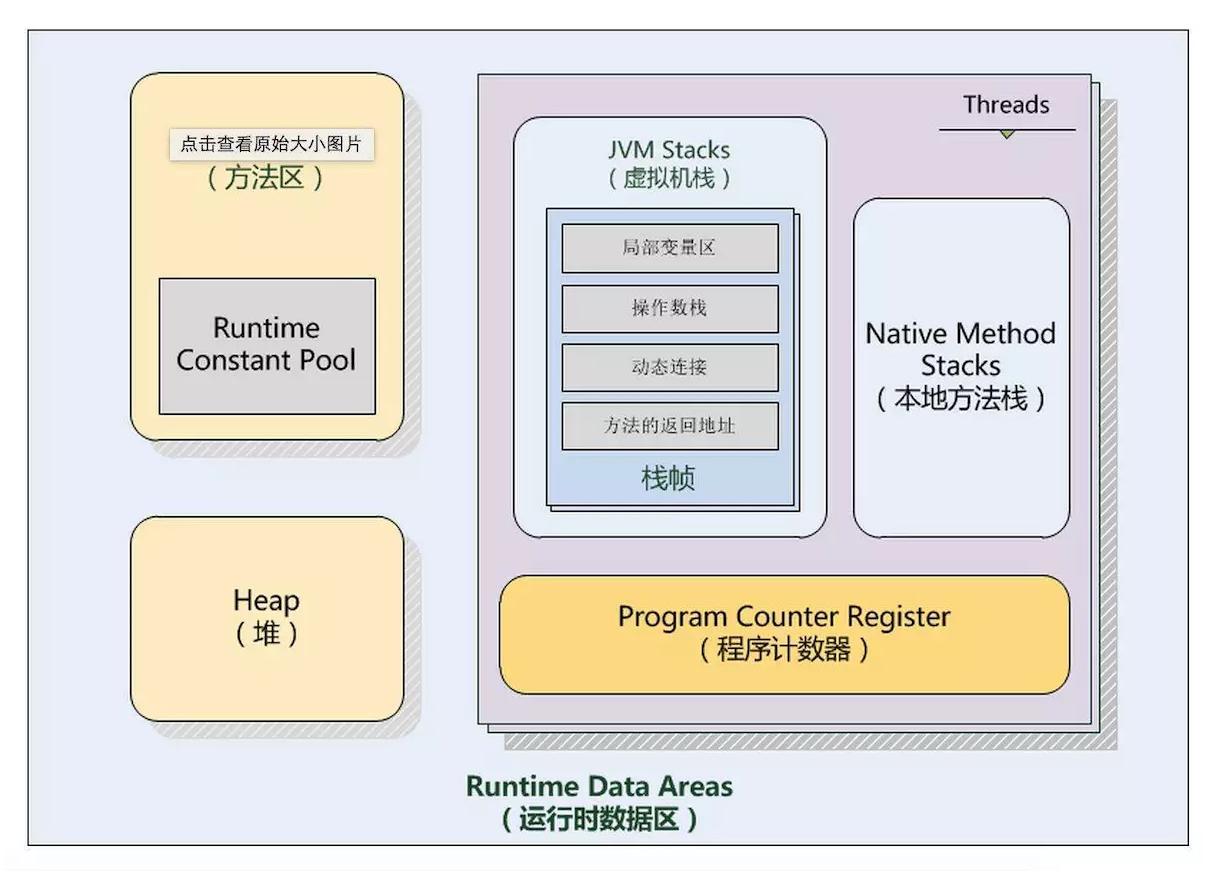 点击查看原始大小图片
（方法区）
Runtime
Constant Pool
Heap
（堆）
Threads
JVM Stacks
（虚拟机栈）
局部变量区
操作数栈
动态连接
方法的返回地址
栈帧
Native Method
Stacks
（本地方法栈）
Program Counter Register
（程序计数器）
Runtime Data Areas
（运行时数据区）